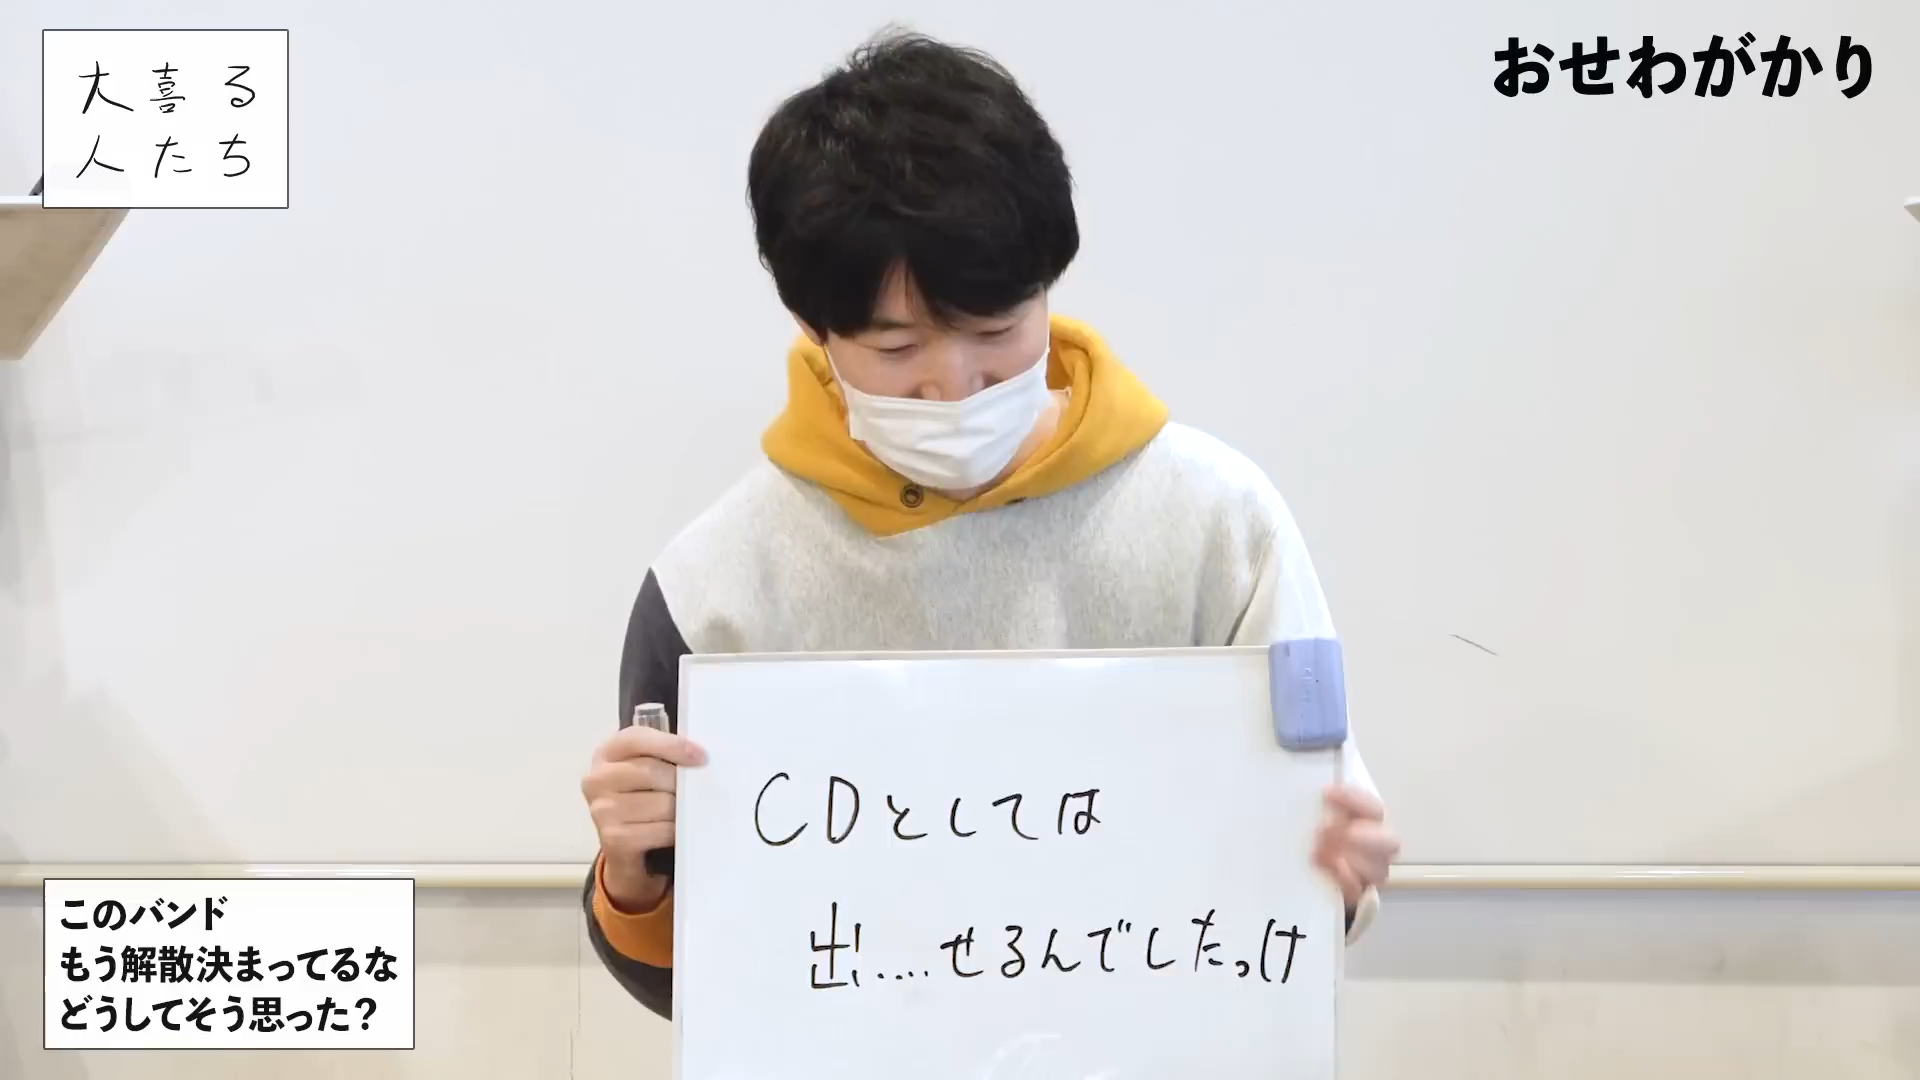 大喜る
人たち
おせわがかり
CDとしては
出....せるんでしたっけ
このバンド
もう解散決まってるな
どうしてそう思った？